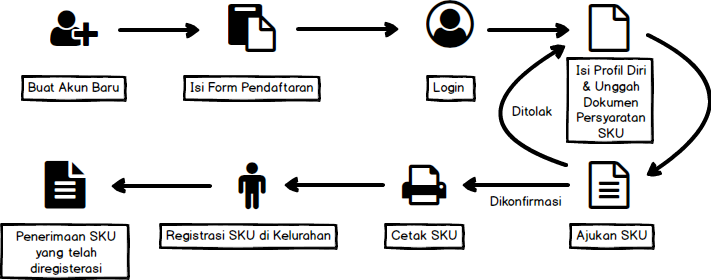 Buat Akun Baru
Isi Form Pendaftaran
Login
Isi Profil Diri
& Unggah
Dokumen
Persyaratan
SKU
Ditolak
Dikonfirmasi
Penerimaan SKU
yang telah
diregisterasi
Registrasi SKU di Kelurahan
Cetak SKU
Ajukan SKU